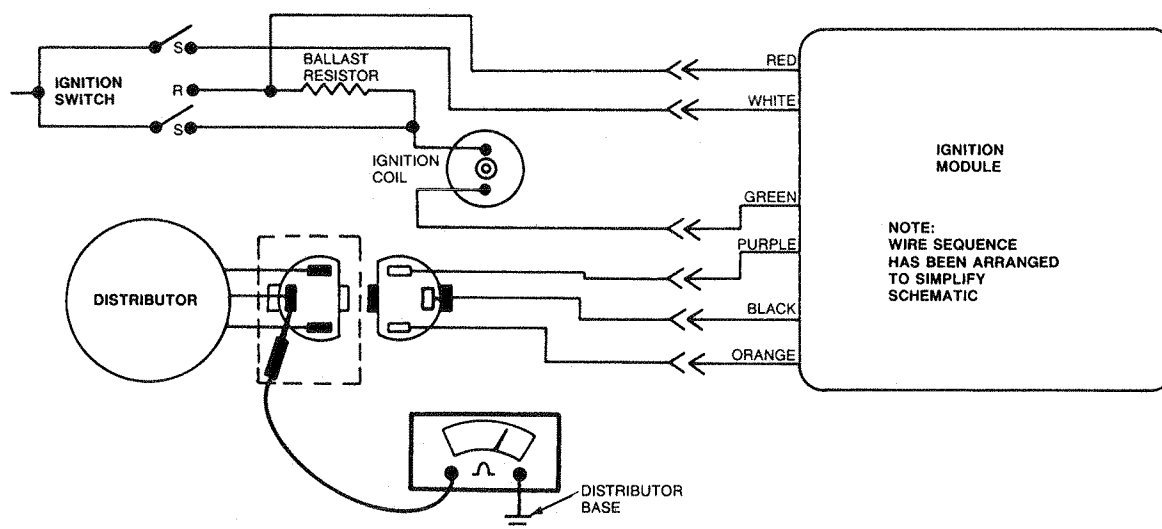 RED
S
BALLAST
RESISTOR
IGNITION
SWITCH
R
WHITE
S
IGNITION
COIL
IGNITION
MODULE
GREEN
PURPLE
NOTE:
WIRE SEQUENCE
HAS BEEN ARRANGED
TO SIMPLIFY
SCHEMATIC
DISTRIBUTOR
BLACK
ORANGE
DISTRIBUTOR
BASE